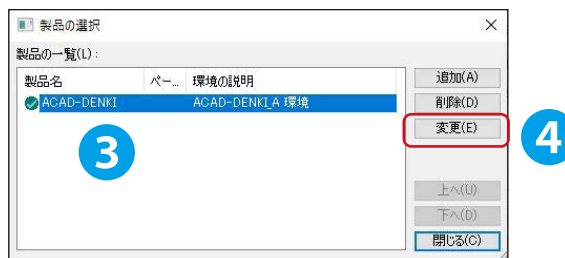 製品の選択
製品の一覧(L):
製品名 ペー... 環境の説明
ACAD-DENKI ACAD-DENKI_A 環境
追加(A)
削除(D)
変更(E)
上へ(U)
下へ(D)
閉じる(C)
3
4